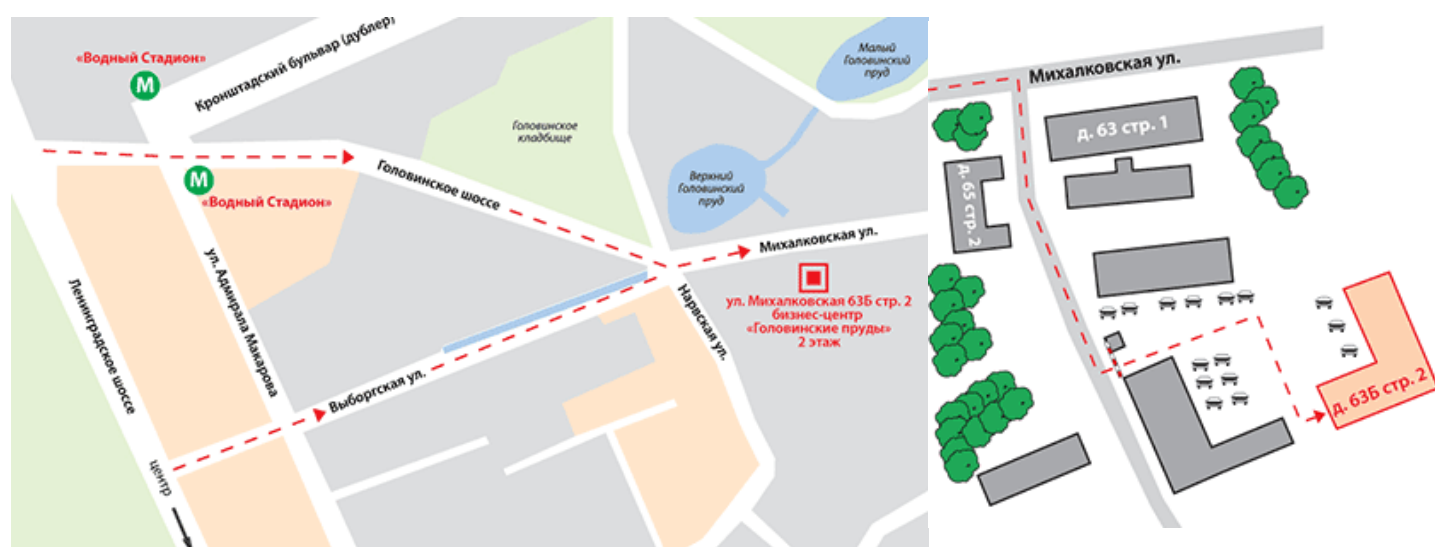 «Водный Стадион»
М
Кронштадский бульвар (дублер)
Малый
Головинский
пруд
Головинское
кладбище
Верхний
Головинский
пруд
Головинское шоссе
М
«Водный Стадион»
Михалковская ул.
ул. Михалковская 63Б стр. 2
бизнес-центр
«Головинские пруды»
2 этаж
Ленинградское шоссе
ул. Адмирала Макарова
Нарвская ул.
Выборгская ул.
центр
Михалковская ул.
д. 63 стр. 1
д. 65 стр. 2
д. 63Б стр. 2